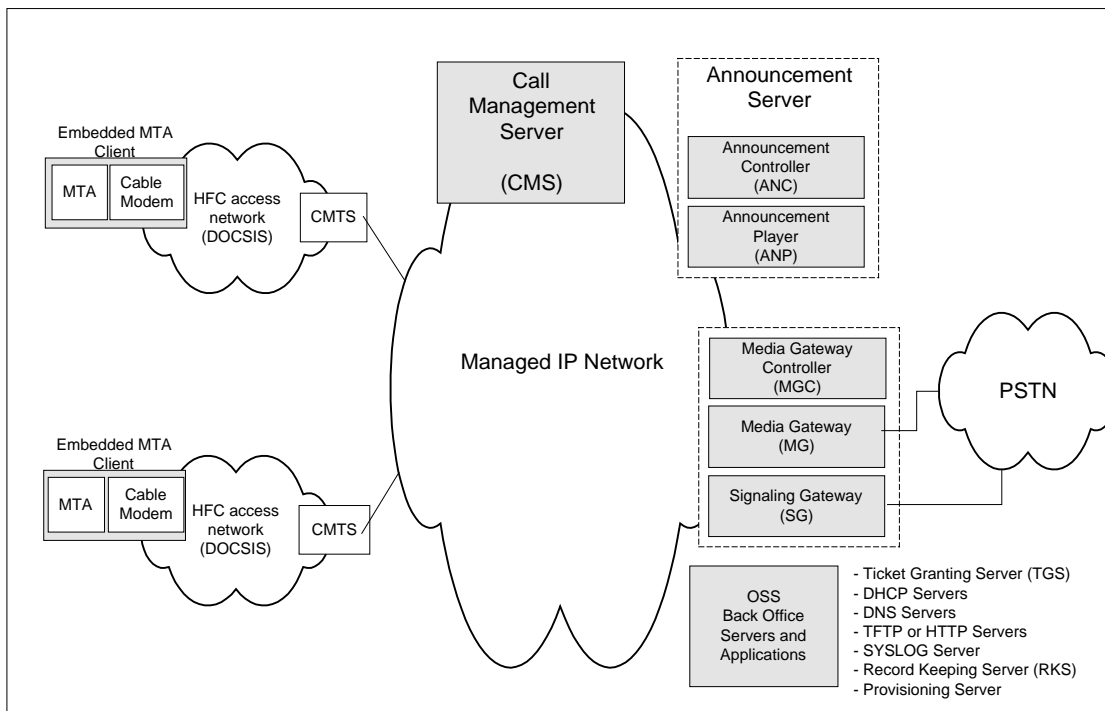 Call
Management
Server
(CMS)
Announcement
Server
Announcement
Controller
(ANC)
Announcement
Player
(ANP)
Embedded MTA
Client
MTA
Cable
Modem
HFC access
network
(DOCSIS)
CMTS
Managed IP Network
Media Gateway
Controller
(MGC)
Media Gateway
(MG)
Signaling Gateway
(SG)
PSTN
Embedded MTA
Client
MTA
Cable
Modem
HFC access
network
(DOCSIS)
CMTS
OSS
Back Office
Servers and
Applications
- Ticket Granting Server (TGS)
- DHCP Servers
- DNS Servers
- TFTP or HTTP Servers
- SYSLOG Server
- Record Keeping Server (RKS)
- Provisioning Server